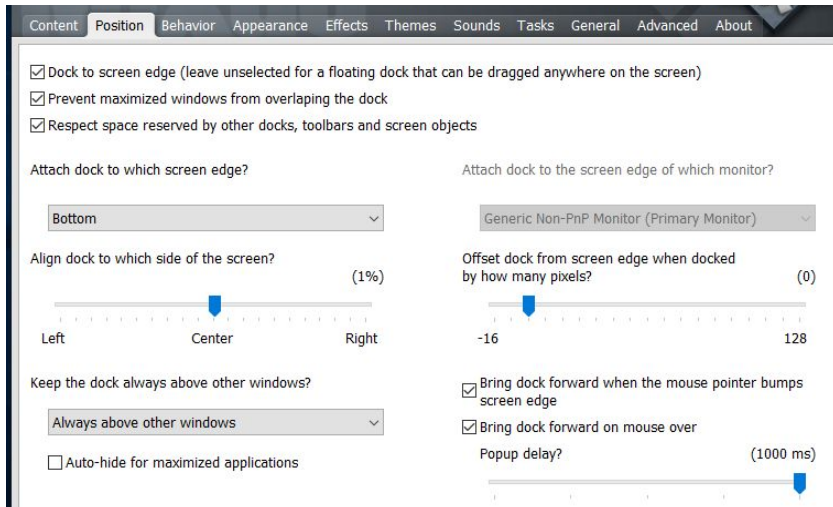 Content Position Behavior Appearance Effects Themes Sounds Tasks General Advanced About
Dock to screen edge (leave unselected for a floating dock that can be dragged anywhere on the screen)
Prevent maximized windows from overlaping the dock
Respect space reserved by other docks, toolbars and screen objects
Attach dock to which screen edge?
Bottom
Attach dock to the screen edge of which monitor?
Generic Non-PnP Monitor (Primary Monitor)
Align dock to which side of the screen?
(1%)
Left Center Right
Offset dock from screen edge when docked
by how many pixels? (0)
-16 128
Keep the dock always above other windows?
Always above other windows
Auto-hide for maximized applications
Bring dock forward when the mouse pointer bumps
screen edge
Bring dock forward on mouse over
Popup delay? (1000 ms)